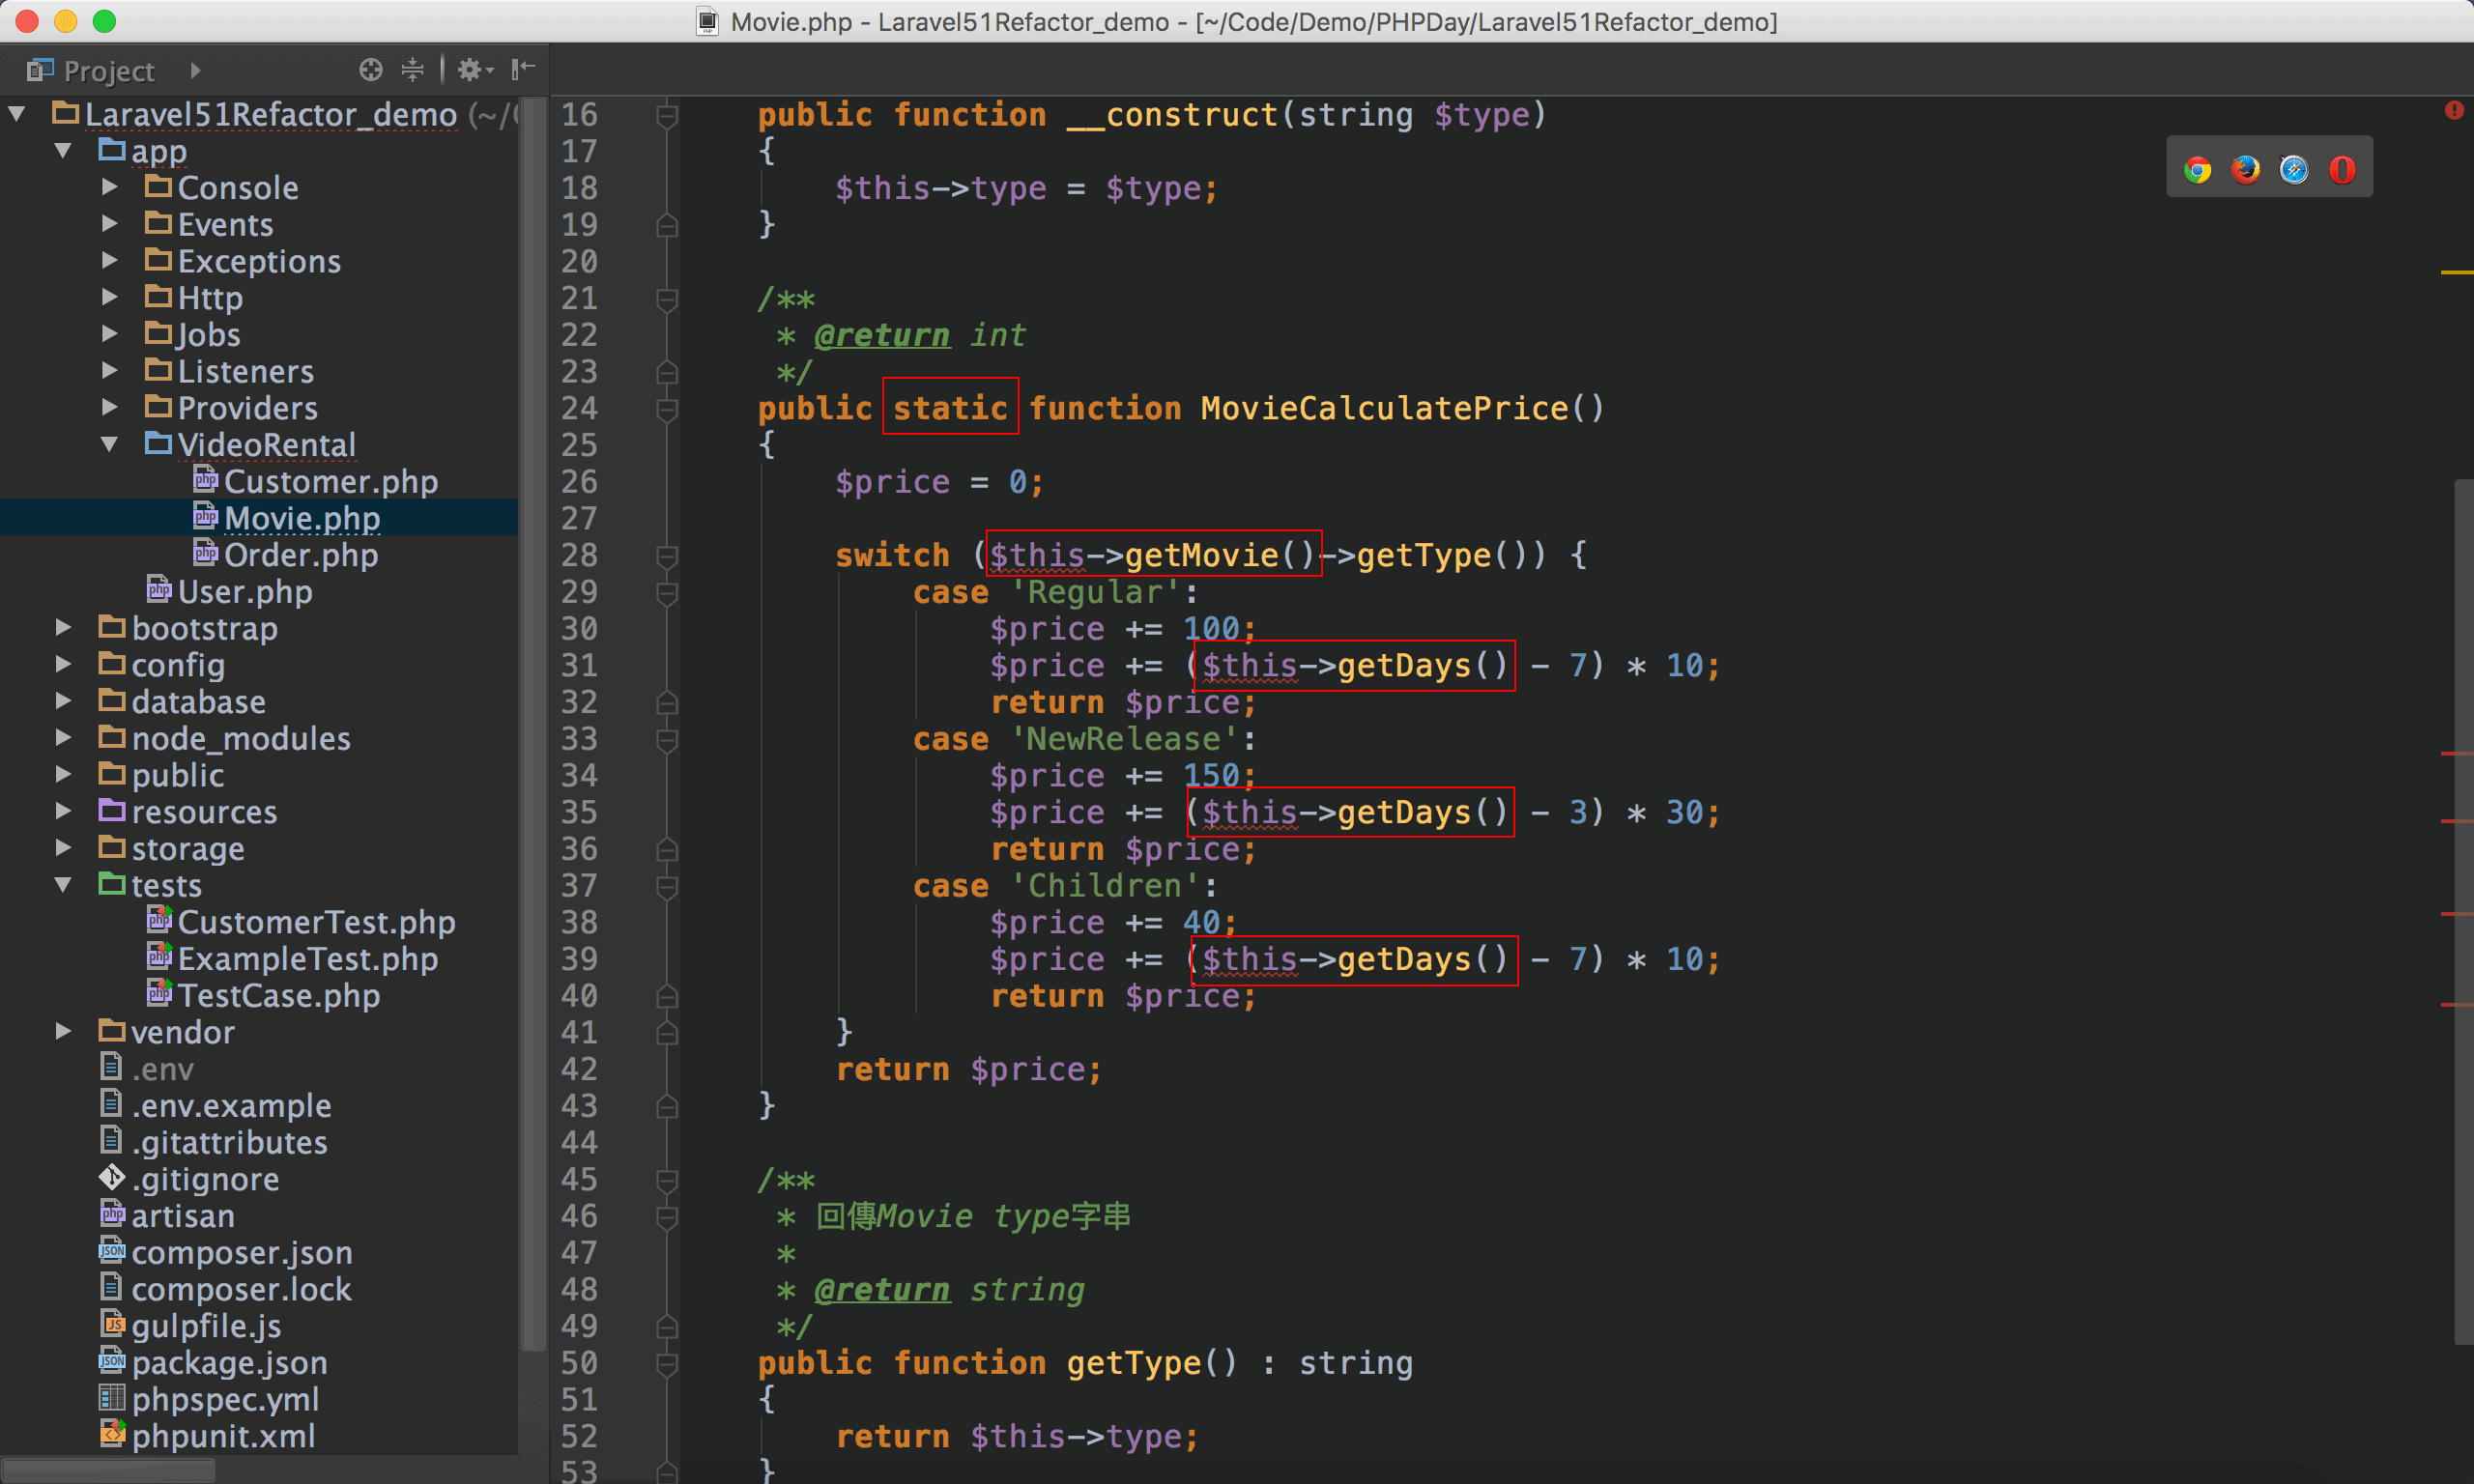 Movie.php - Laravel51Refactor_demo - [~/Code/Demo/PHPDay/Laravel51Refactor_demo]
Project
Laravel51Refactor_demo (~/
app
Console
Events
Exceptions
Http
Jobs
Listeners
Providers
VideoRental
Customer.php
Movie.php
Order.php
User.php
bootstrap
config
database
node_modules
public
resources
storage
tests
CustomerTest.php
ExampleTest.php
TestCase.php
vendor
.env
.env.example
.gitattributes
.gitignore
artisan
composer.json
composer.lock
gulpfile.js
package.json
phpspec.yml
phpunit.xml
16 public function __construct(string $type)
17 {
18 $this->type = $type;
19 }
20
21 /**
22 * @return int
23 */
24 public static function MovieCalculatePrice()
25 {
26 $price = 0;
27
28 switch ($this->getMovie()->getType()) {
29 case 'Regular':
30 $price += 100;
31 $price += ($this->getDays() - 7) * 10;
32 return $price;
33 case 'NewRelease':
34 $price += 150;
35 $price += ($this->getDays() - 3) * 30;
36 return $price;
37 case 'Children':
38 $price += 40;
39 $price += ($this->getDays() - 7) * 10;
40 return $price;
41 }
42 return $price;
43 }
44
45 /**
46 * 回傳Movie type字串
47 *
48 * @return string
49 */
50 public function getType() : string
51 {
52 return $this->type;
53 }